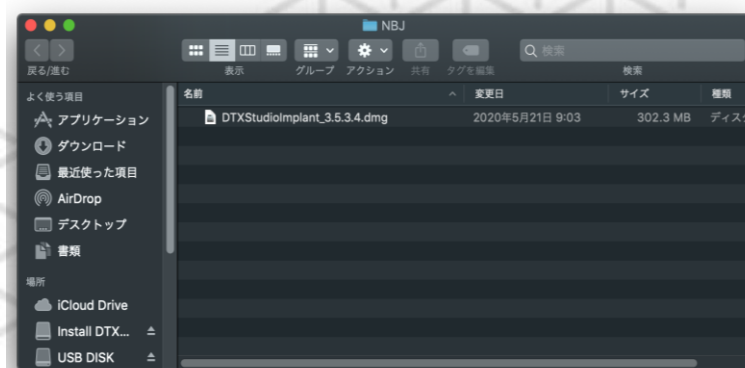 NBJ
検索
戻る/進む
表示
グループ
アクション
共有
タグを編集
検索
よく使う項目
アプリケーション
ダウンロード
最近使った項目
AirDrop
デスクトップ
書類
場所
iCloud Drive
Install DTX...
USB DISK
名前
変更日
サイズ
種類
DTXStudioImplant_3.5.3.4.dmg
2020年5月21日 9:03
302.3 MB
ディスク